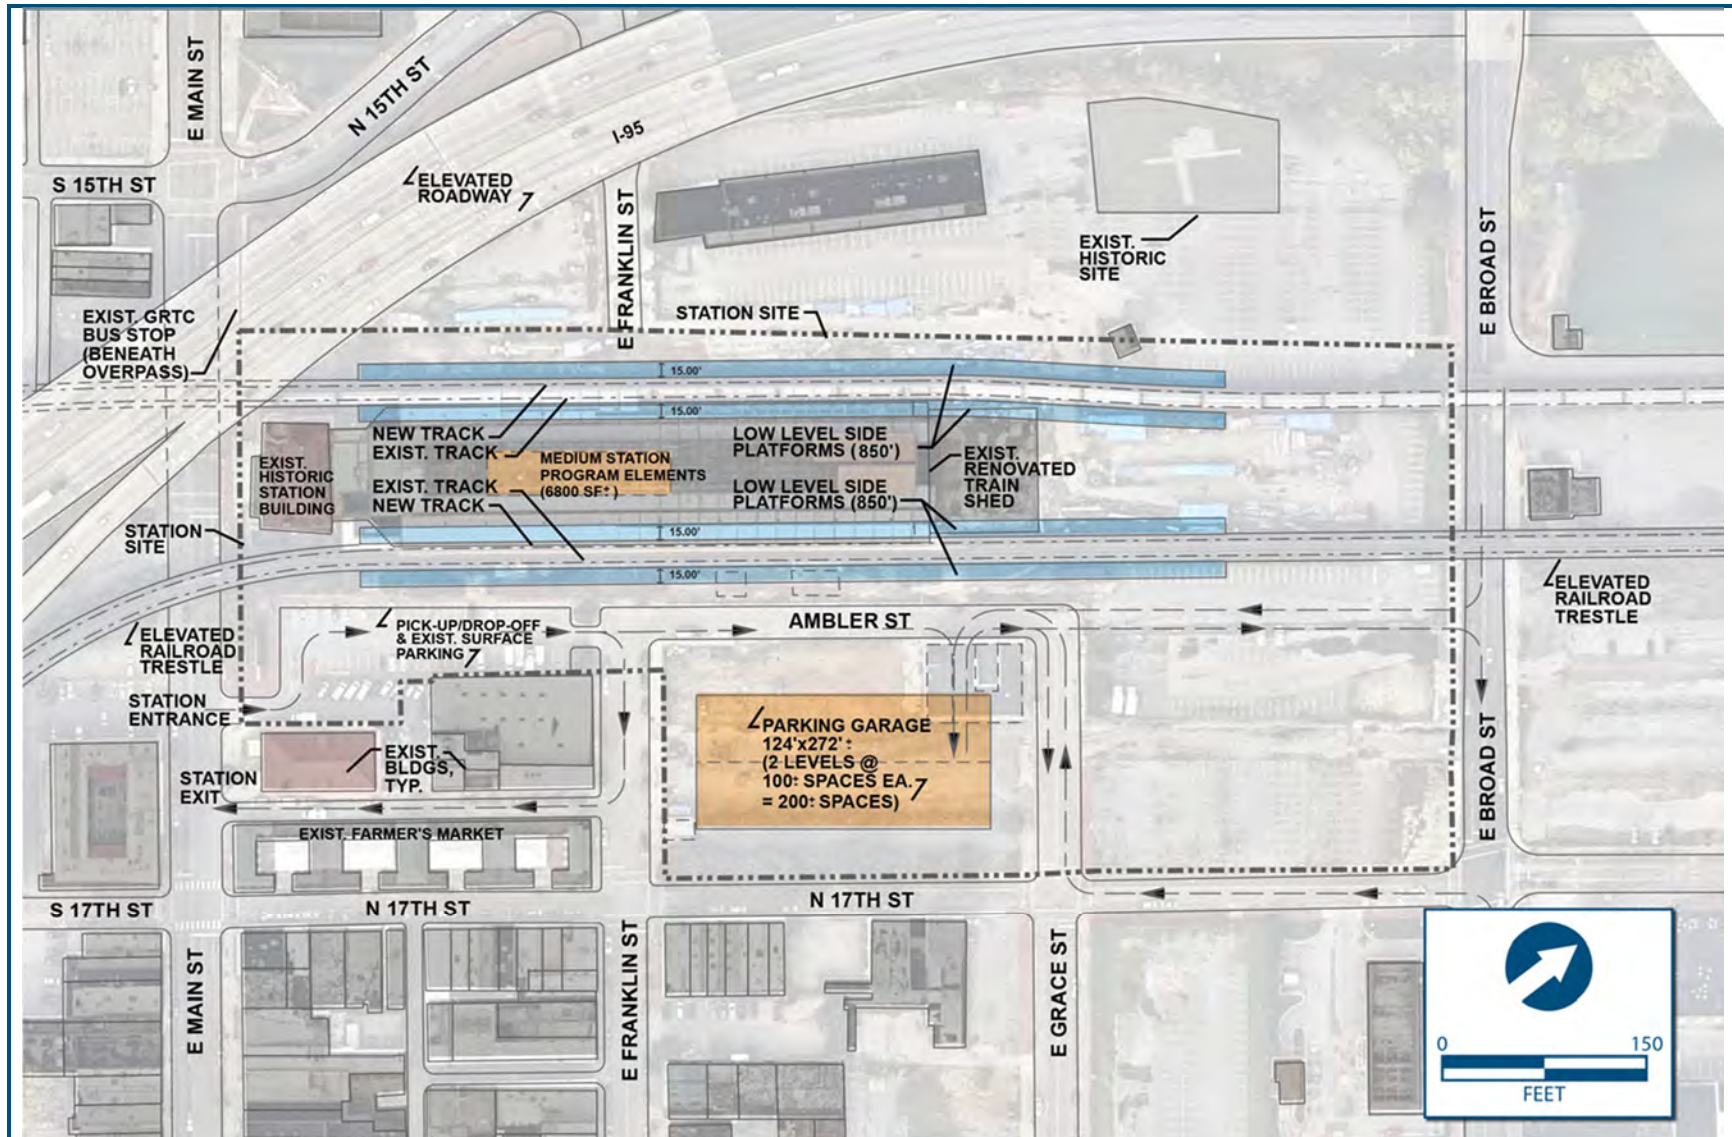 E MAIN ST
N 15TH ST
I-95
S 15TH ST
ELEVATED
ROADWAY
E FRANKLIN ST
EXIST.
HISTORIC
SITE
E BROAD ST
EXIST. GRTC
BUS STOP
(BENEATH
OVERPASS)
STATION SITE
15.00'
15.00'
NEW TRACK
EXIST. TRACK
LOW LEVEL SIDE
PLATFORMS (850')
EXIST.
RENOVATED
TRAIN
SHED
EXIST.
HISTORIC
STATION
BUILDING
MEDIUM STATION
PROGRAM ELEMENTS
(6800 SF±)
EXIST. TRACK
NEW TRACK
LOW LEVEL SIDE
PLATFORMS (850')
STATION
SITE
15.00'
15.00'
ELEVATED
RAILROAD
TRESTLE
ELEVATED
RAILROAD
TRESTLE
PICK-UP/DROP-OFF
& EXIST. SURFACE
PARKING
AMBLER ST
STATION
ENTRANCE
PARKING GARAGE
124'x272'±
(2 LEVELS @
100± SPACES EA.
= 200± SPACES)
EXIST.
BLDGS,
TYP.
STATION
EXIT
E BROAD ST
EXIST. FARMER'S MARKET
S 17TH ST
N 17TH ST
N 17TH ST
E MAIN ST
E FRANKLIN ST
E GRACE ST
0 150
FEET